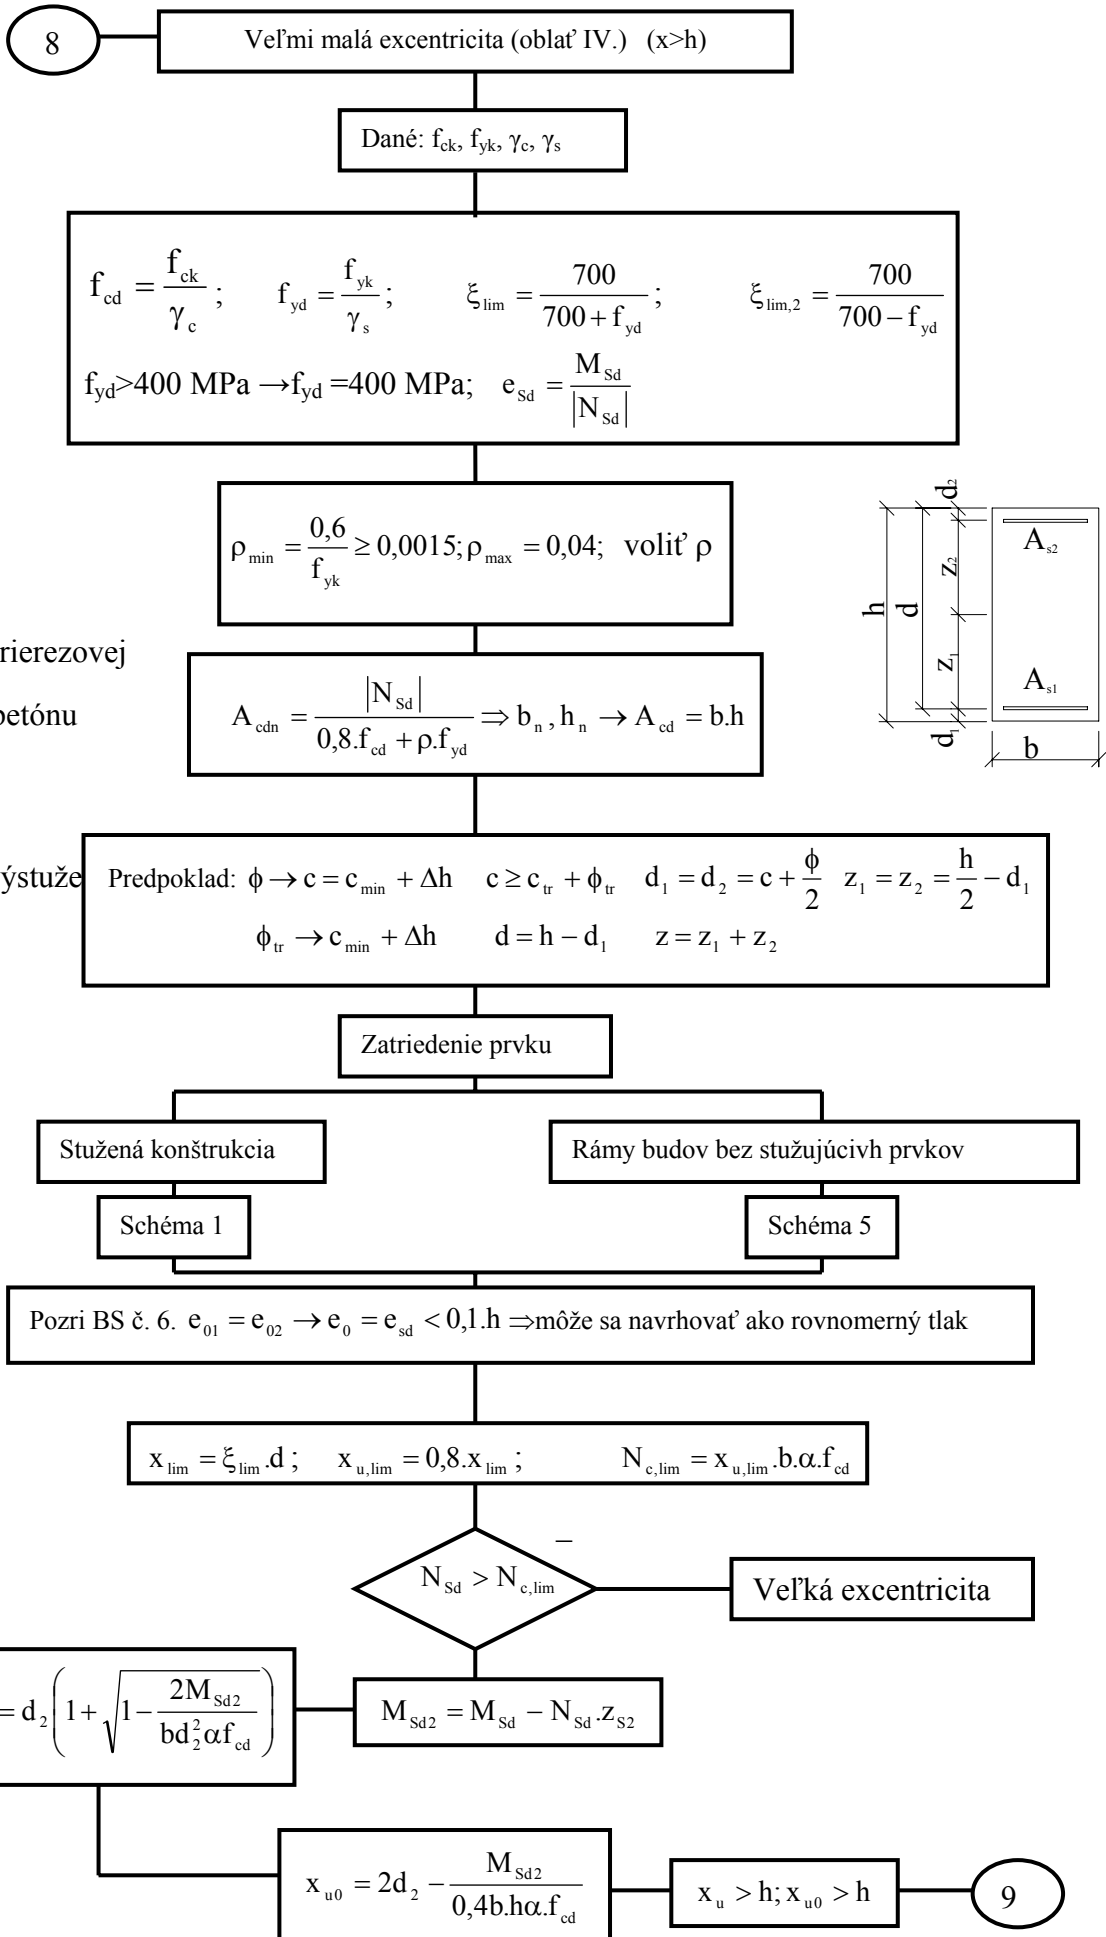 8
Veľmi malá excentricita (oblať IV.) (x>h)
Dané: f_ck, f_yk, γ_c, γ_s
f_cd = f_ck / γ_c ; f_yd = f_yk / γ_s ; ξ_lim = 700 / (700 + f_yd) ; ξ_lim,2 = 700 / (700 − f_yd)
f_yd>400 MPa →f_yd =400 MPa; e_Sd = M_Sd / |N_Sd|
ρ_min = 0,6 / f_yk ≥ 0,0015; ρ_max = 0,04; voliť ρ
d_2
h
d
z_2
z_1
d_1
A_s2
A_s1
b
rierezovej
betónu
A_cdn = |N_Sd| / (0,8.f_cd + ρ.f_yd) ⇒ b_n , h_n → A_cd = b.h
ýstuže
Predpoklad: ϕ → c = c_min + Δh c ≥ c_tr + ϕ_tr d_1 = d_2 = c + ϕ/2 z_1 = z_2 = h/2 − d_1
ϕ_tr → c_min + Δh d = h − d_1 z = z_1 + z_2
Zatriedenie prvku
Stužená konštrukcia
Rámy budov bez stužujúcivh prvkov
Schéma 1
Schéma 5
Pozri BS č. 6. e_01 = e_02 → e_0 = e_sd < 0,1.h ⇒môže sa navrhovať ako rovnomerný tlak
x_lim = ξ_lim.d ; x_u,lim = 0,8.x_lim ; N_c,lim = x_u,lim.b.α.f_cd
N_Sd > N_c,lim
–
Veľká excentricita
= d_2 (1 + √(1 − 2M_Sd2 / (bd_2^2 αf_cd)))
M_Sd2 = M_Sd − N_Sd.z_S2
x_u0 = 2d_2 − M_Sd2 / (0,4b.hα.f_cd)
x_u > h; x_u0 > h
9